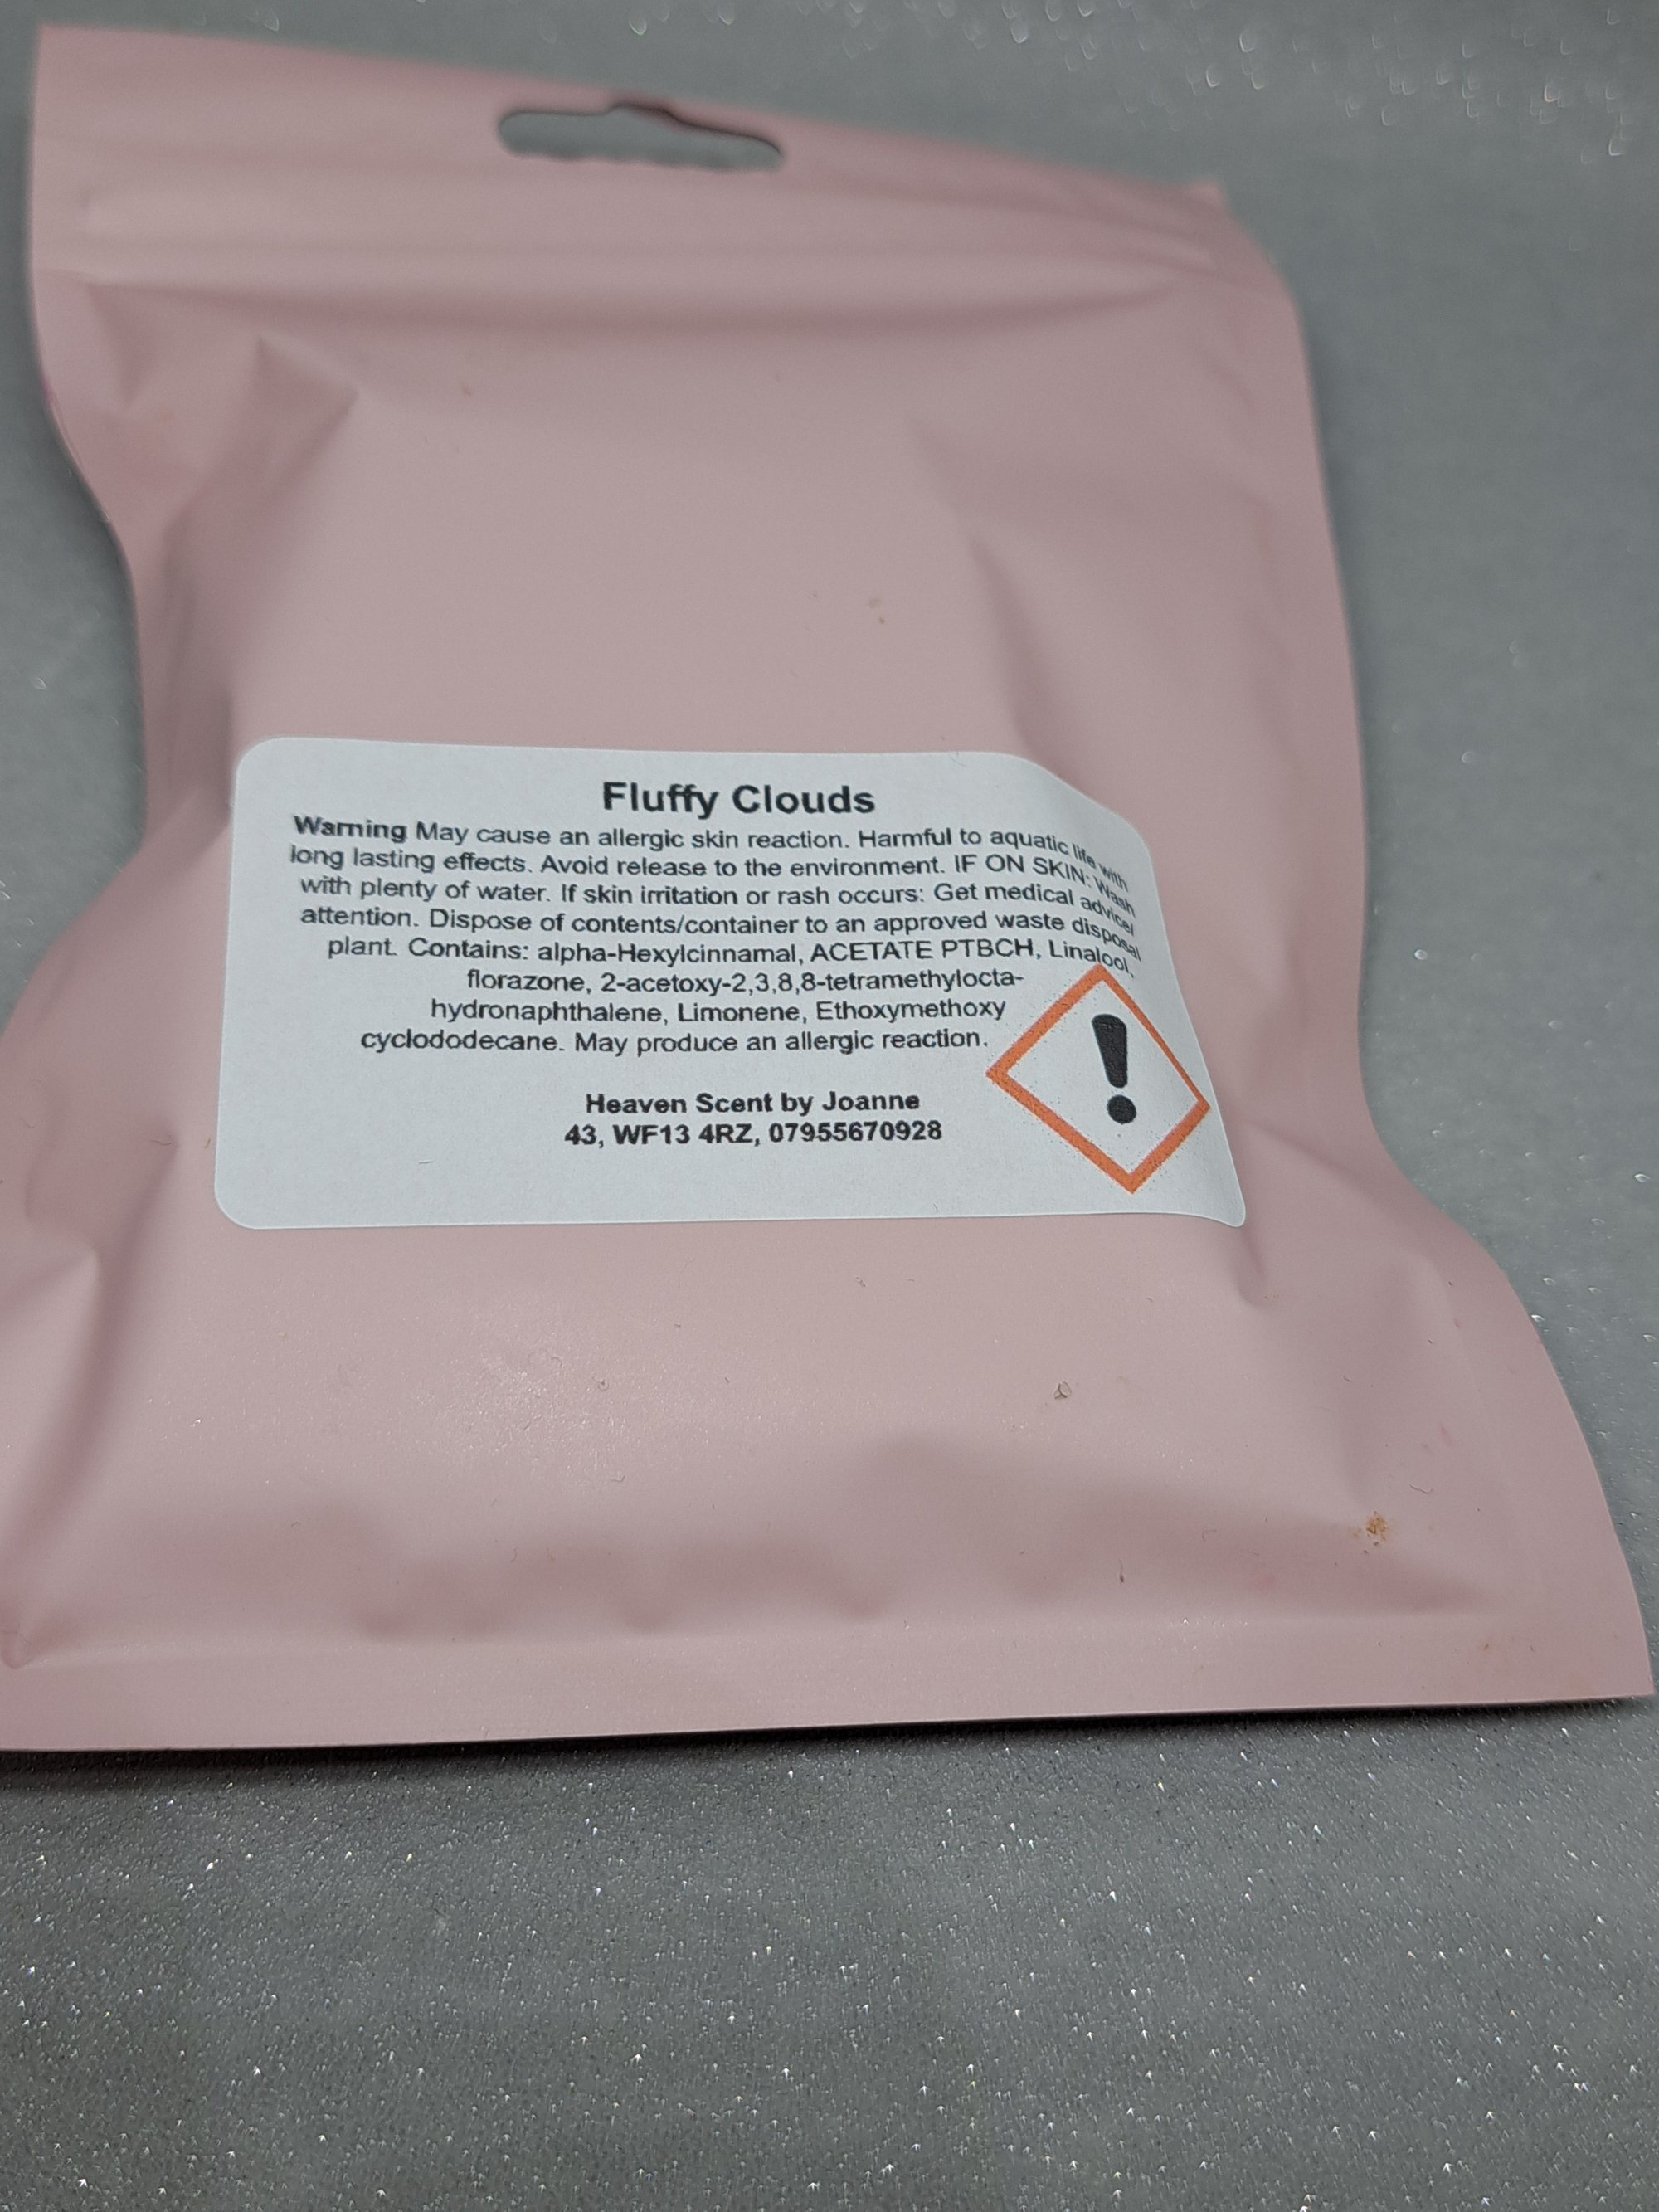 Fluffy Clouds
Warning May cause an allergic skin reaction. Harmful to aquatic life with
long lasting effects. Avoid release to the environment. IF ON SKIN: Wash
with plenty of water. If skin irritation or rash occurs: Get medical advice/
attention. Dispose of contents/container to an approved waste disposal
plant. Contains: alpha-Hexylcinnamal, ACETATE PTBCH, Linalool,
florazone, 2-acetoxy-2,3,8,8-tetramethylocta-
hydronaphthalene, Limonene, Ethoxymethoxy
cyclododecane. May produce an allergic reaction.
Heaven Scent by Joanne
43, WF13 4RZ, 07955670928